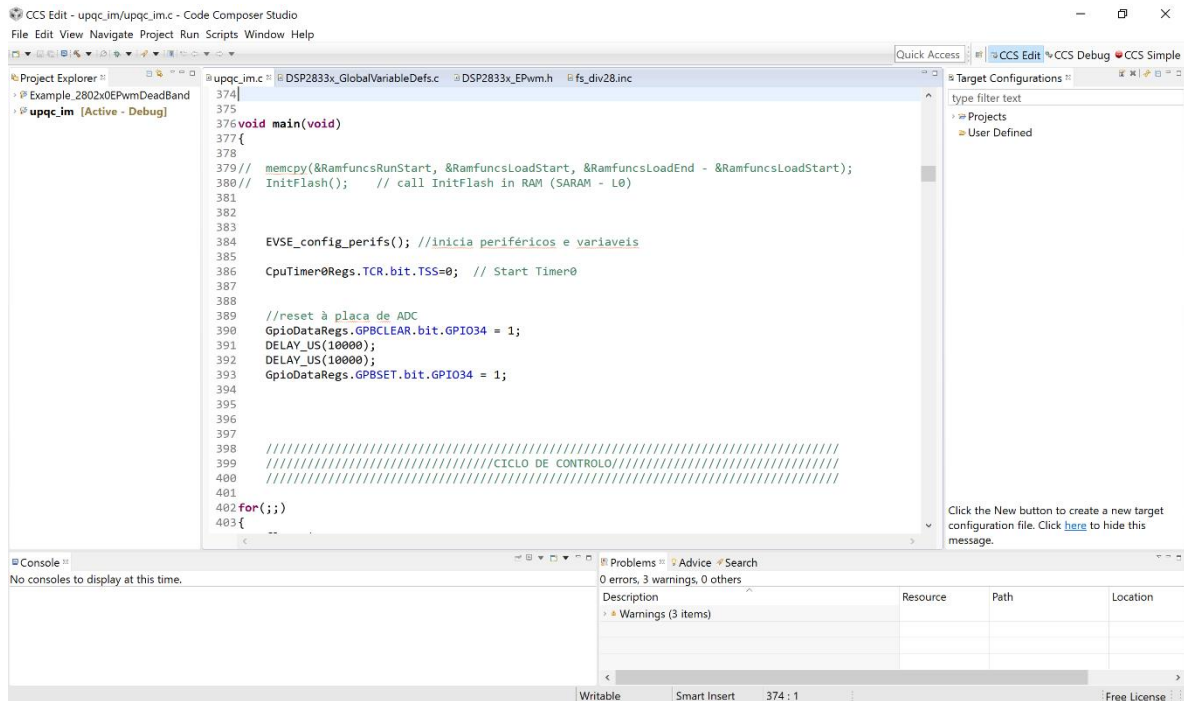 CCS Edit - upqc_im/upqc_im.c - Code Composer Studio
File Edit View Navigate Project Run Scripts Window Help
Quick Access
CCS Edit CCS Debug CCS Simple
Project Explorer
Example_2802x0EPwmDeadBand
upqc_im [Active - Debug]
upqc_im.c DSP2833x_GlobalVariableDefs.c DSP2833x_EPwm.h fs_div28.inc
374
375
376 void main(void)
377 {
378
379 // memcpy(&RamfuncsRunStart, &RamfuncsLoadStart, &RamfuncsLoadEnd - &RamfuncsLoadStart);
380 // InitFlash(); // call InitFlash in RAM (SARAM - L0)
381
382
383
384 EVSE_config_perifs(); //inicia periféricos e variaveis
385
386 CpuTimer0Regs.TCR.bit.TSS=0; // Start Timer0
387
388
389 //reset à placa de ADC
390 GpioDataRegs.GPBCLEAR.bit.GPIO34 = 1;
391 DELAY_US(10000);
392 DELAY_US(10000);
393 GpioDataRegs.GPBSET.bit.GPIO34 = 1;
394
395
396
397
398 //////////////////////////////////////////////////////////////////////////////////
399 /////////////////////////////////CICLO DE CONTROLO/////////////////////////////////
400 //////////////////////////////////////////////////////////////////////////////////
401
402 for(;;)
403 {
Target Configurations
type filter text
Projects
User Defined
Click the New button to create a new target
configuration file. Click here to hide this
message.
Console
No consoles to display at this time.
Problems Advice Search
0 errors, 3 warnings, 0 others
Description Resource Path Location
Warnings (3 items)
Writable Smart Insert 374 : 1 Free License